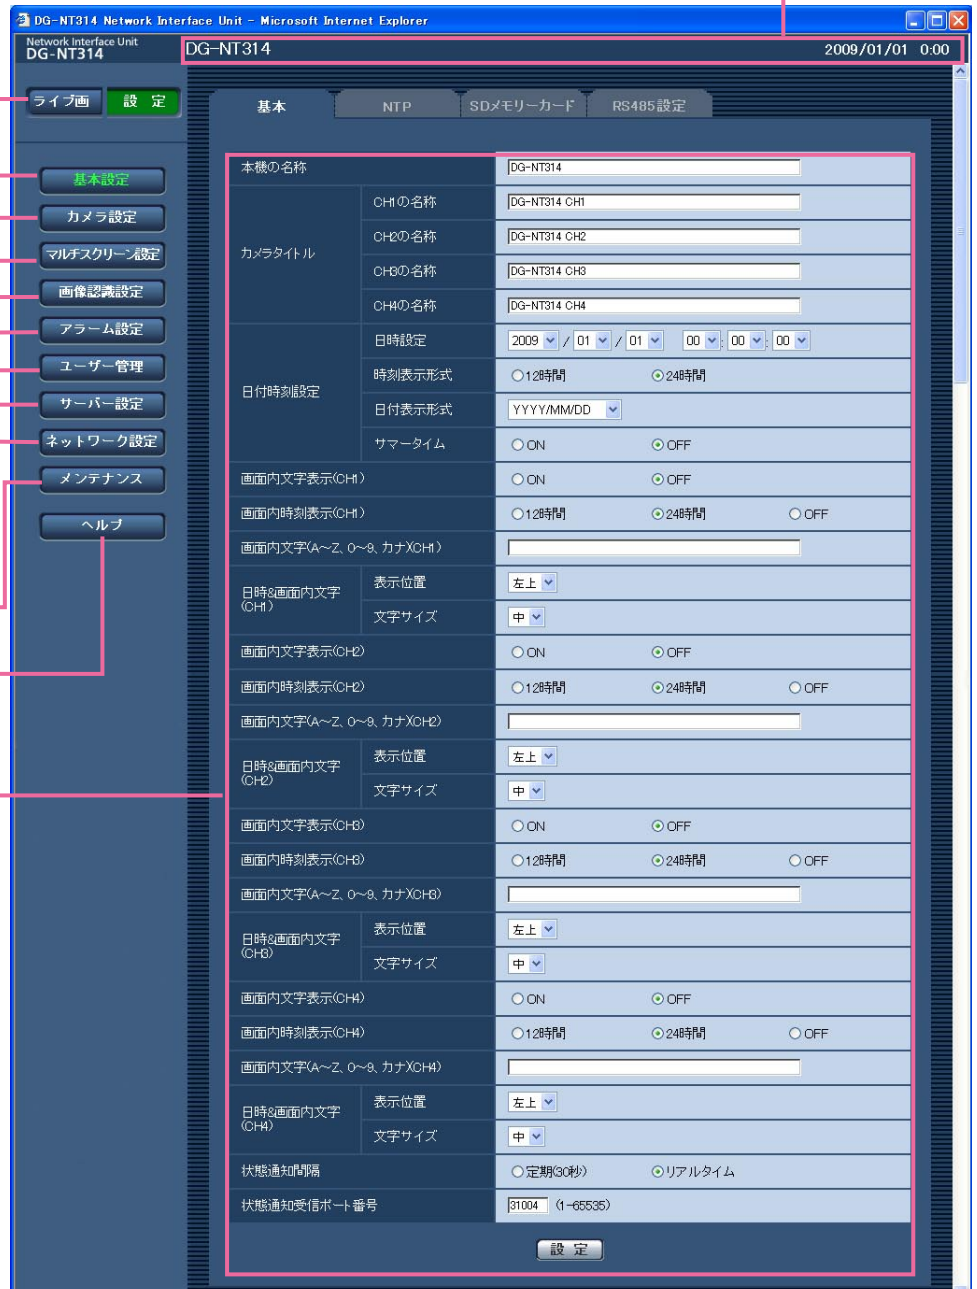 DG-NT314 Network Interface Unit - Microsoft Internet Explorer
Network Interface Unit
DG-NT314
DG-NT314 2009/01/01 0:00
ライブ画 設 定
基本 NTP SDメモリーカード RS485設定
基本設定
カメラ設定
マルチスクリーン設定
画像認識設定
アラーム設定
ユーザー管理
サーバー設定
ネットワーク設定
メンテナンス
ヘルプ
本機の名称 DG-NT314
カメラタイトル
CH1の名称 DG-NT314 CH1
CH2の名称 DG-NT314 CH2
CH3の名称 DG-NT314 CH3
CH4の名称 DG-NT314 CH4
日付時刻設定
日時設定 2009 / 01 / 01 00 : 00 : 00
時刻表示形式 12時間 24時間
日付表示形式 YYYY/MM/DD
サマータイム ON OFF
画面内文字表示(CH1) ON OFF
画面内時刻表示(CH1) 12時間 24時間 OFF
画面内文字(A～Z、0～9、カナ)(CH1)
日時&画面内文字
(CH1)
表示位置 左上
文字サイズ 中
画面内文字表示(CH2) ON OFF
画面内時刻表示(CH2) 12時間 24時間 OFF
画面内文字(A～Z、0～9、カナ)(CH2)
日時&画面内文字
(CH2)
表示位置 左上
文字サイズ 中
画面内文字表示(CH3) ON OFF
画面内時刻表示(CH3) 12時間 24時間 OFF
画面内文字(A～Z、0～9、カナ)(CH3)
日時&画面内文字
(CH3)
表示位置 左上
文字サイズ 中
画面内文字表示(CH4) ON OFF
画面内時刻表示(CH4) 12時間 24時間 OFF
画面内文字(A～Z、0～9、カナ)(CH4)
日時&画面内文字
(CH4)
表示位置 左上
文字サイズ 中
状態通知間隔 定期(30秒) リアルタイム
状態通知受信ポート番号 31004 (1-65535)
設 定